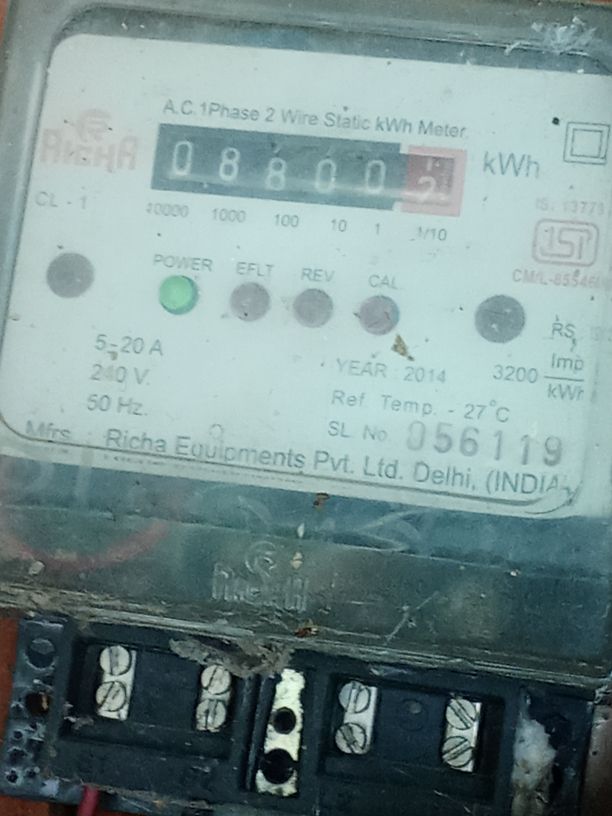 A.C.1Phase 2 Wire Static kWh Meter
RICHA
08800
kWh
CL - 1
10000 1000 100 10 1 1/10
IS: 13779
ISI
POWER EFLT REV CAL
5-20 A
240 V.
50 Hz.
YEAR : 2014
3200 Imp
kWh
Ref Temp. - 27°C
SL. No. 056119
Mfrs. : Richa Equipments Pvt. Ltd. Delhi, (INDIA)
RICHA